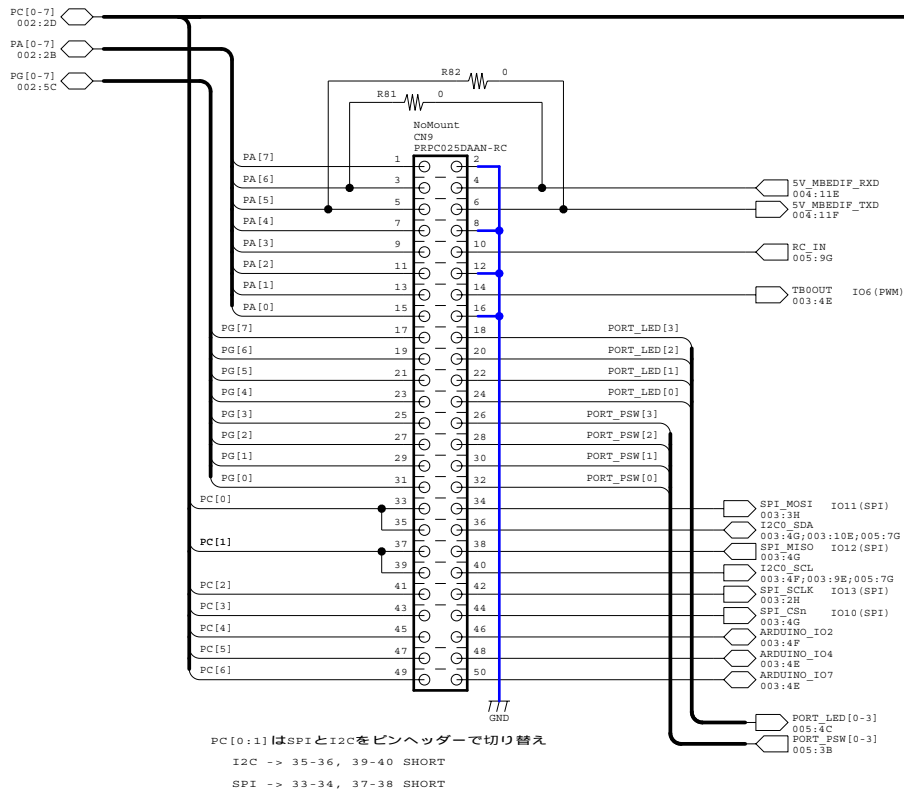 PC[0-7]
002:2D
PA[0-7]
002:2B
PG[0-7]
002:5C
R82 0
R81 0
NoMount
CN9
PRPC025DAAN-RC
PA[7] 1 2
PA[6] 3 4 5V_MBEDIF_RXD
004:11E
PA[5] 5 6 5V_MBEDIF_TXD
004:11F
PA[4] 7 8
PA[3] 9 10 RC_IN
005:9G
PA[2] 11 12
PA[1] 13 14 TB0OUT IO6(PWM)
003:4E
PA[0] 15 16
PG[7] 17 18 PORT_LED[3]
PG[6] 19 20 PORT_LED[2]
PG[5] 21 22 PORT_LED[1]
PG[4] 23 24 PORT_LED[0]
PG[3] 25 26 PORT_PSW[3]
PG[2] 27 28 PORT_PSW[2]
PG[1] 29 30 PORT_PSW[1]
PG[0] 31 32 PORT_PSW[0]
PC[0] 33 34 SPI_MOSI IO11(SPI)
003:3H
35 36 I2C0_SDA
003:4G;003:10E;005:7G
PC[1] 37 38 SPI_MISO IO12(SPI)
003:4G
39 40 I2C0_SCL
003:4F;003:9E;005:7G
PC[2] 41 42 SPI_SCLK IO13(SPI)
003:2H
PC[3] 43 44 SPI_CSn IO10(SPI)
003:4G
PC[4] 45 46 ARDUINO_IO2
003:4F
PC[5] 47 48 ARDUINO_IO4
003:4E
PC[6] 49 50 ARDUINO_IO7
003:4E
GND
PORT_LED[0-3]
005:4C
PORT_PSW[0-3]
005:3B
PC[0:1]はSPIとI2Cをピンヘッダーで切り替え
I2C -> 35-36, 39-40 SHORT
SPI -> 33-34, 37-38 SHORT